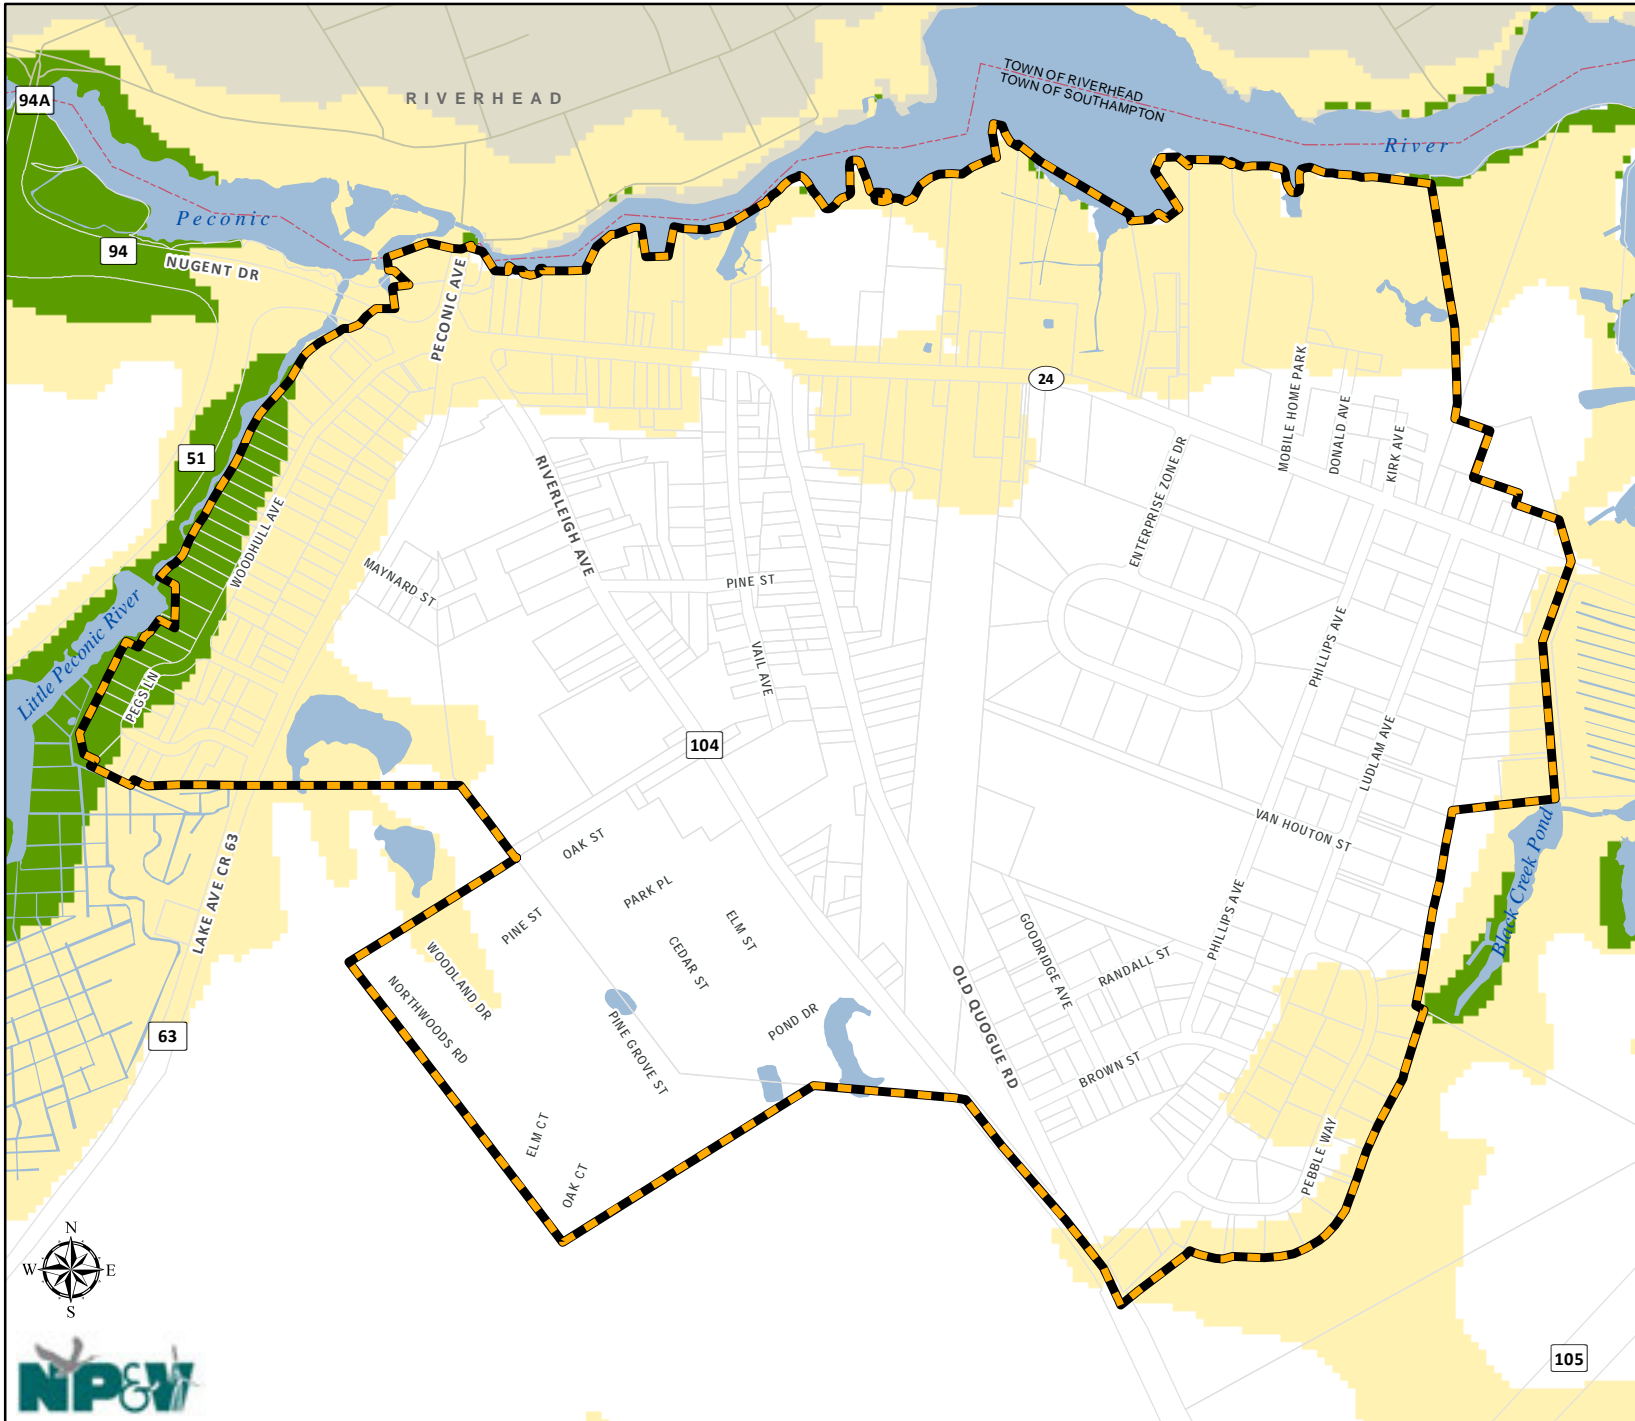 TOWN OF RIVERHEAD
TOWN OF SOUTHAMPTON
RIVERHEAD
94A
River
Peconic
94
NUGENT DR
PECONIC AVE
24
MOBILE HOME PARK
DONALD AVE
KIRK AVE
51
ENTERPRISE ZONE DR
RIVERLEIGH AVE
WOODHULL AVE
MAYNARD ST
PINE ST
Little Peconic River
PHILLIPS AVE
VAIL AVE
PEGS LN
104
LUDLAM AVE
VAN HOUTON ST
OAK ST
LAKE AVE CR 63
PARK PL
Black Creek Pond
PINE ST
ELM ST
PHILLIPS AVE
CEDAR ST
GOODRIDGE AVE
RANDALL ST
WOODLAND DR
NORTHWOODS RD
OLD QUOGUE RD
POND DR
63
PINE GROVE ST
BROWN ST
ELM CT
PEBBLE WAY
OAK CT
N
W E
S
NP&V
105